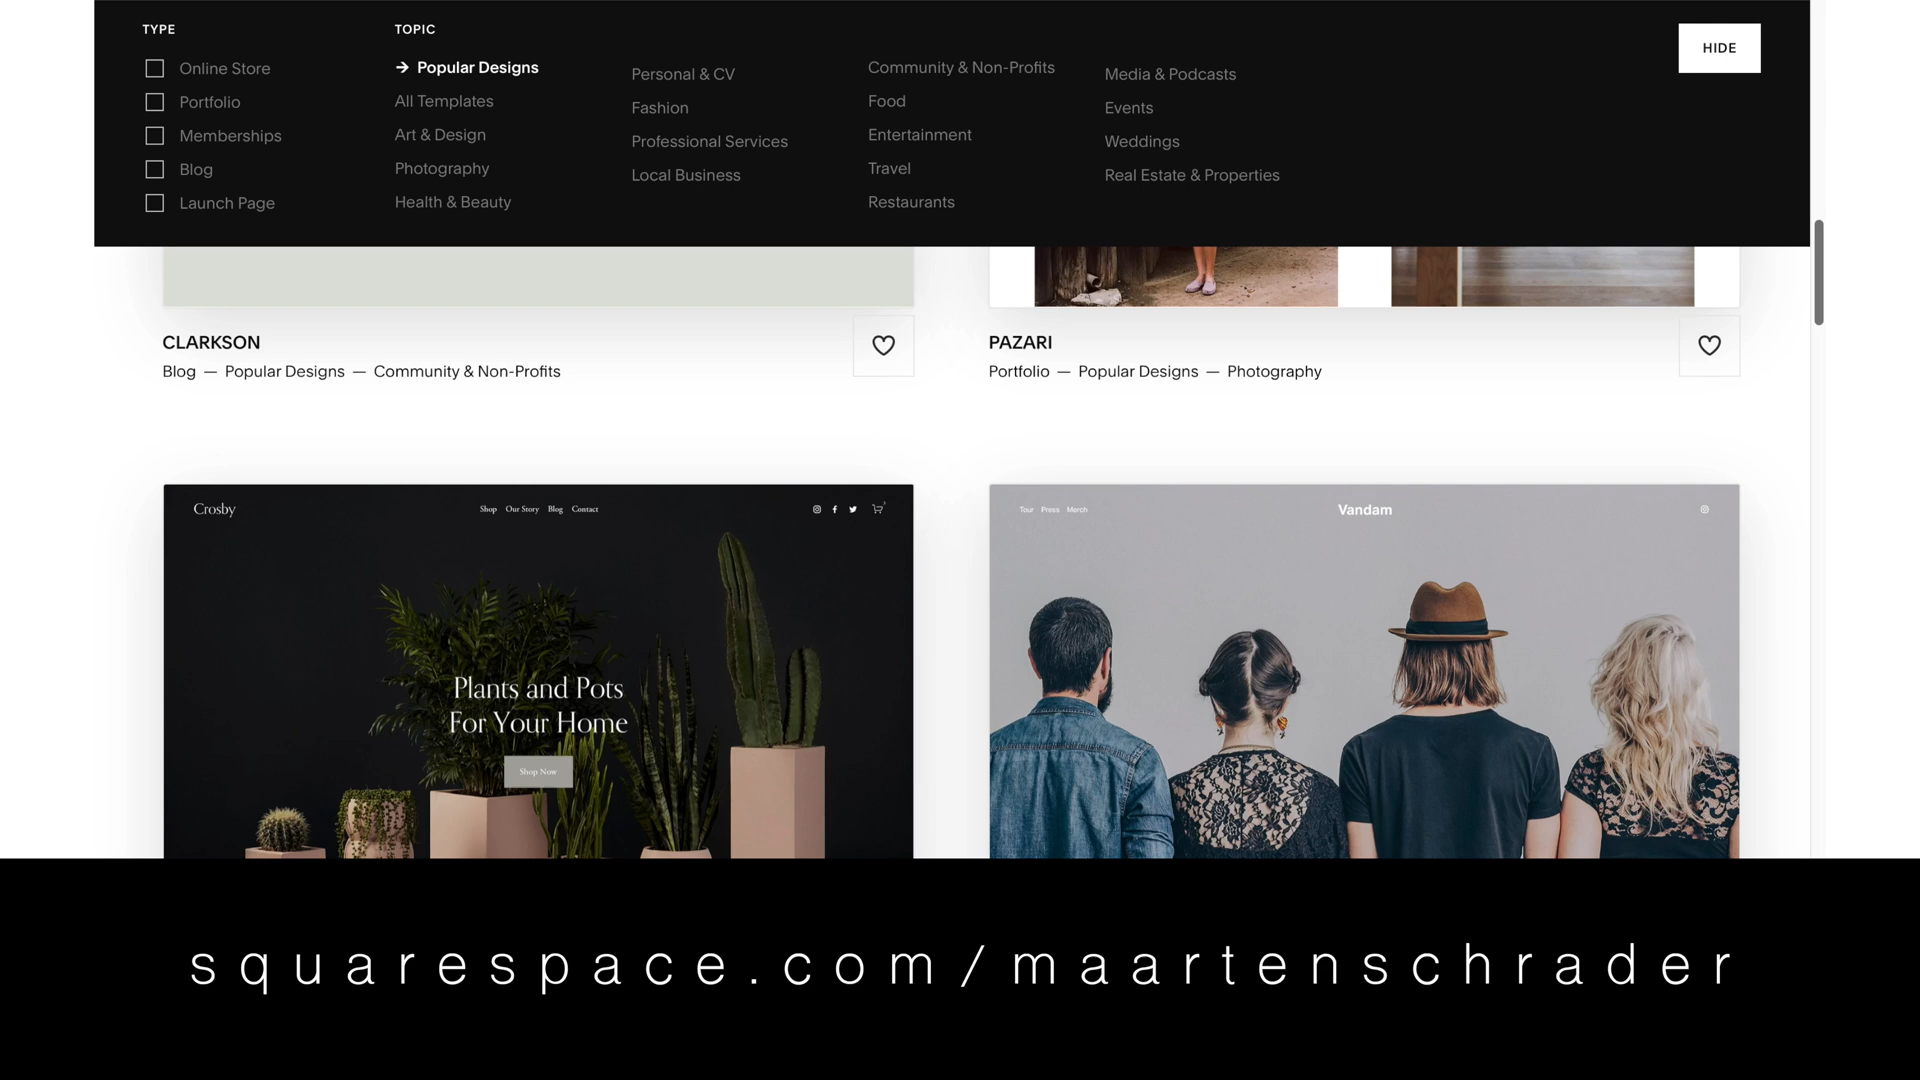 TYPE
Online Store
Portfolio
Memberships
Blog
Launch Page
TOPIC
→ Popular Designs
All Templates
Art & Design
Photography
Health & Beauty
Personal & CV
Fashion
Professional Services
Local Business
Community & Non-Profits
Food
Entertainment
Travel
Restaurants
Media & Podcasts
Events
Weddings
Real Estate & Properties
HIDE
CLARKSON
Blog — Popular Designs — Community & Non-Profits
PAZARI
Portfolio — Popular Designs — Photography
Crosby
Shop Our Story Blog Contact
Plants and Pots
For Your Home
Shop Now
Tour Press Merch
Vandam
squarespace.com/maartenschrader